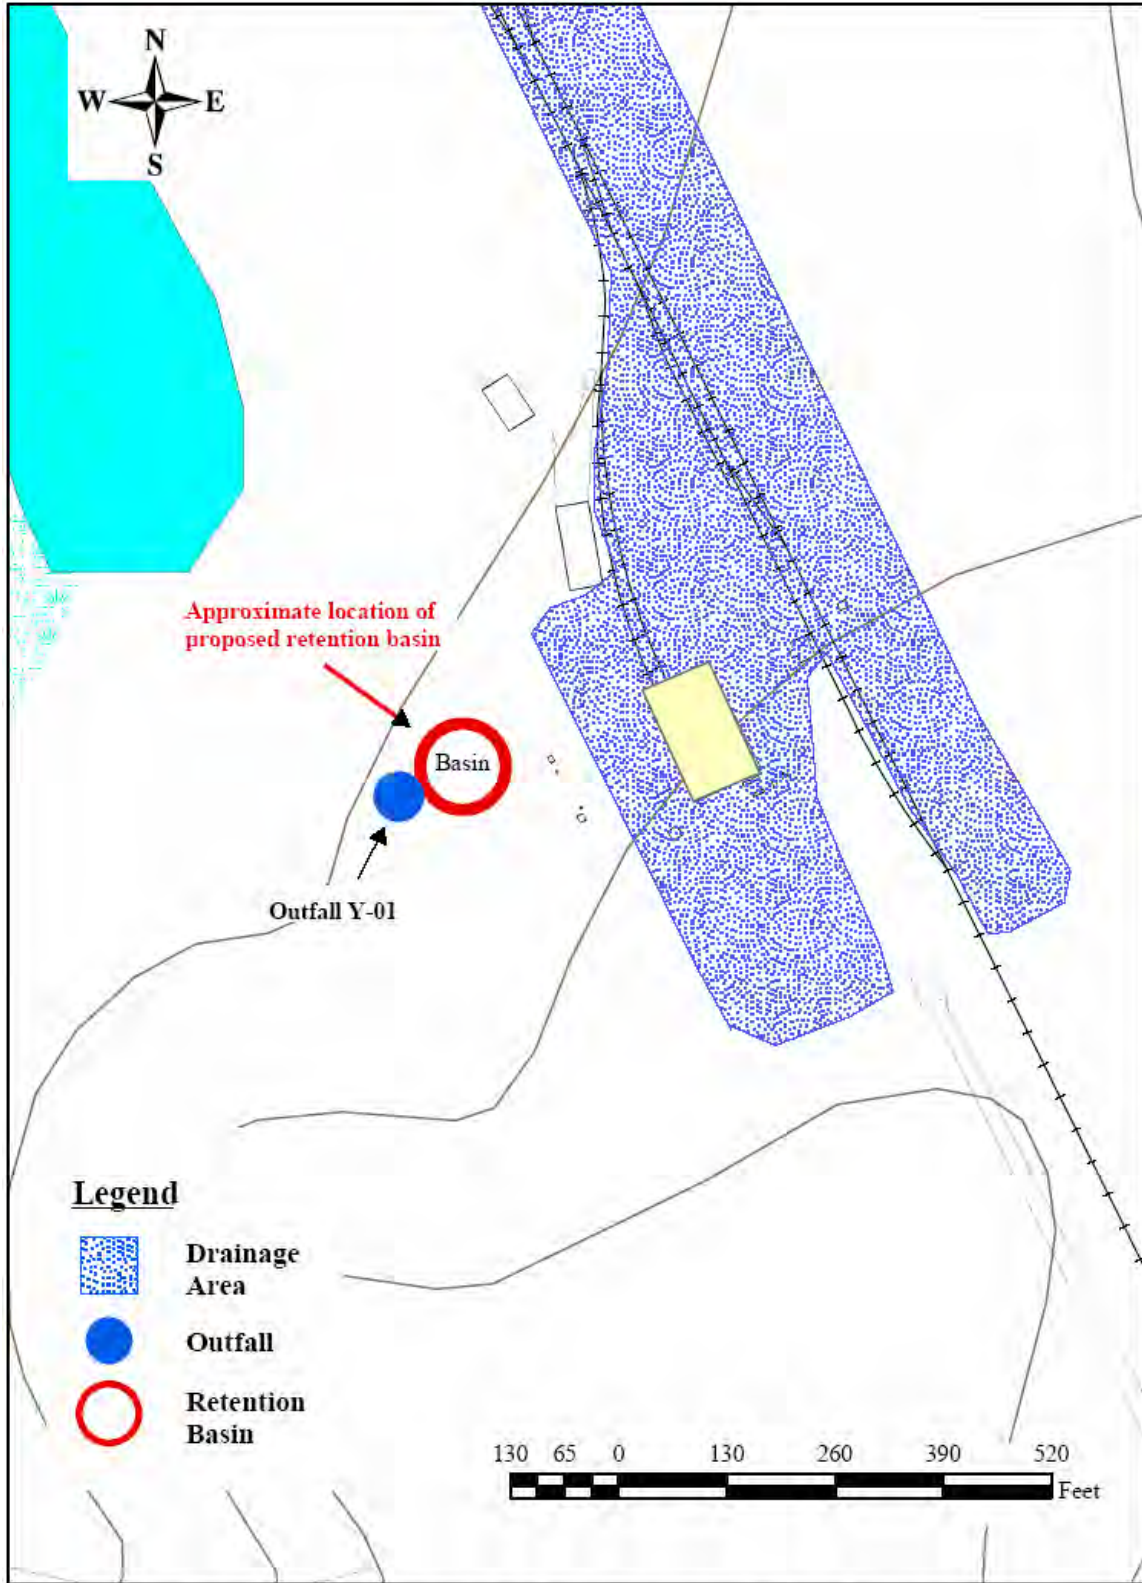 N
W E
S
Approximate location of
proposed retention basin
Basin
Outfall Y-01
Legend
Drainage
Area
Outfall
Retention
Basin
130 65 0 130 260 390 520
Feet